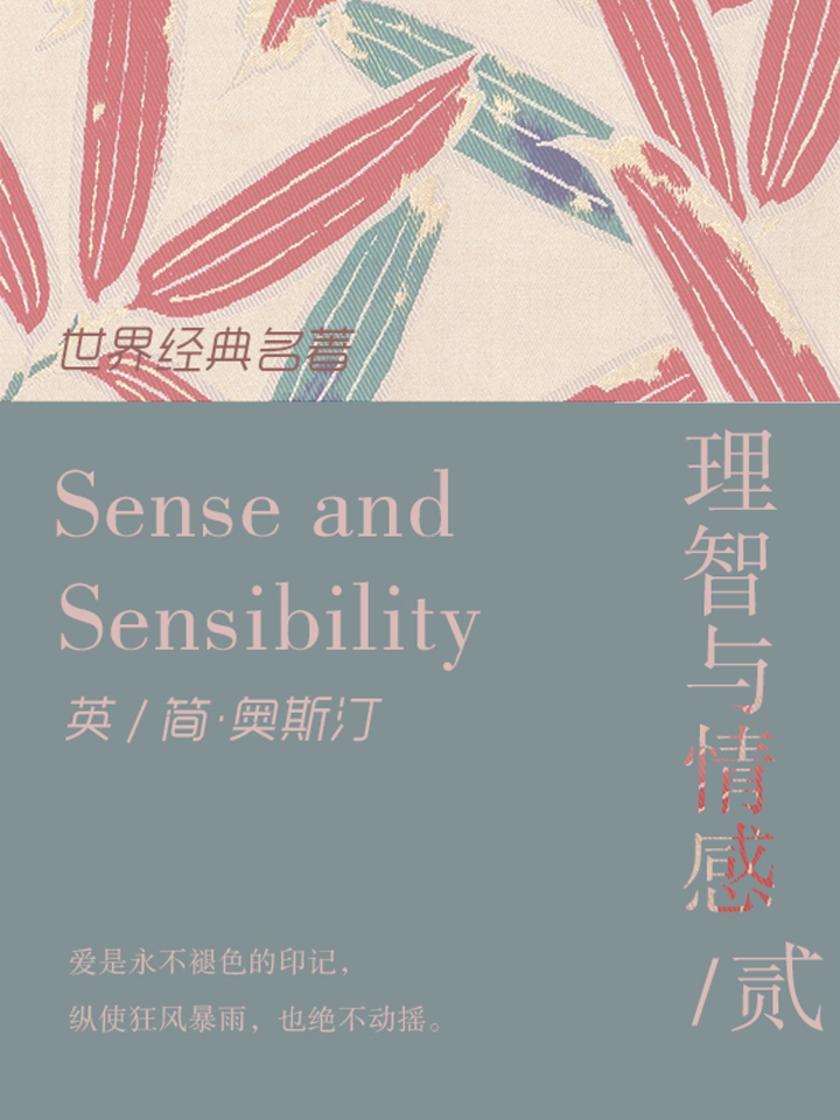 世界经典名著
Sense and
Sensibility
英/简·奥斯汀
理智与情感/贰
爱是永不褪色的印记，
纵使狂风暴雨，也绝不动摇。